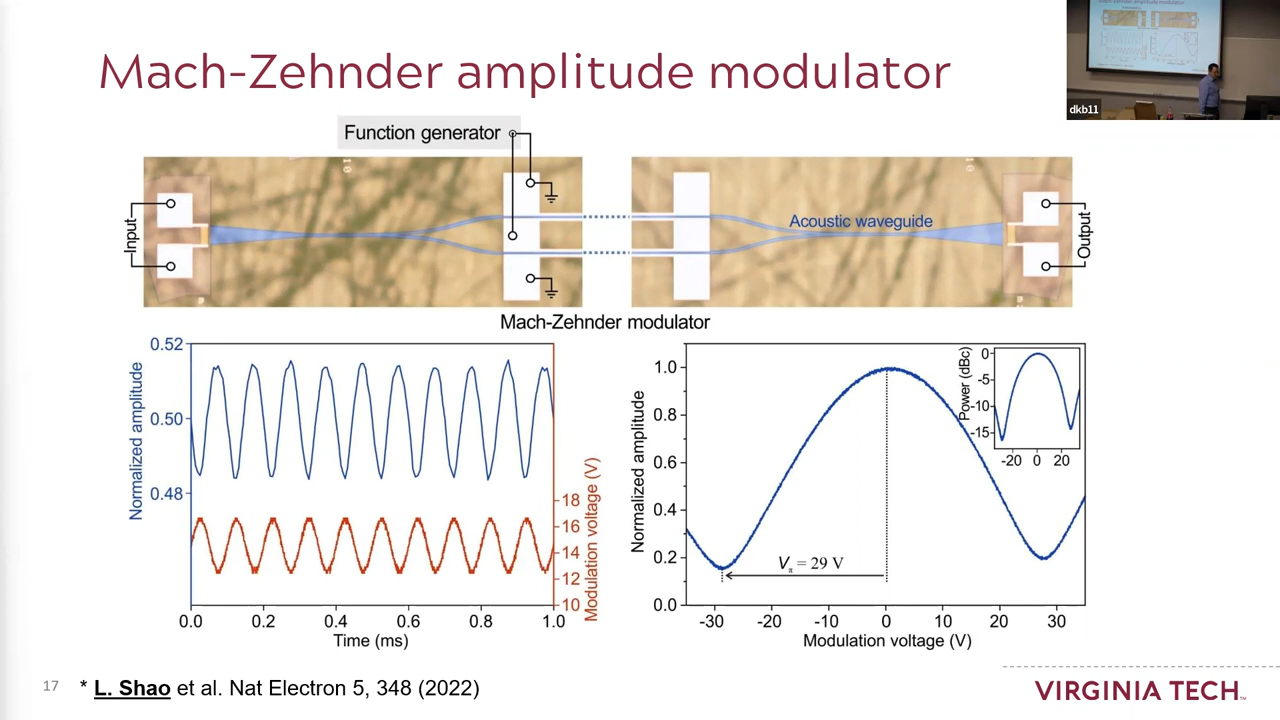 Mach-Zehnder amplitude modulator
dkb11
Function generator
10
10
Input
Acoustic waveguide
Output
Mach-Zehnder modulator
Normalized amplitude
0.52
0.50
0.48
18
16
14
12
10
Modulation voltage (V)
0.0 0.2 0.4 0.6 0.8 1.0
Time (ms)
Normalized amplitude
1.0
0.8
0.6
0.4
0.2
0.0
Vπ = 29 V
-30 -20 -10 0 10 20 30
Modulation voltage (V)
Power (dBc)
0
-5
-10
-15
-20 0 20
17 * L. Shao et al. Nat Electron 5, 348 (2022)
VIRGINIA TECH